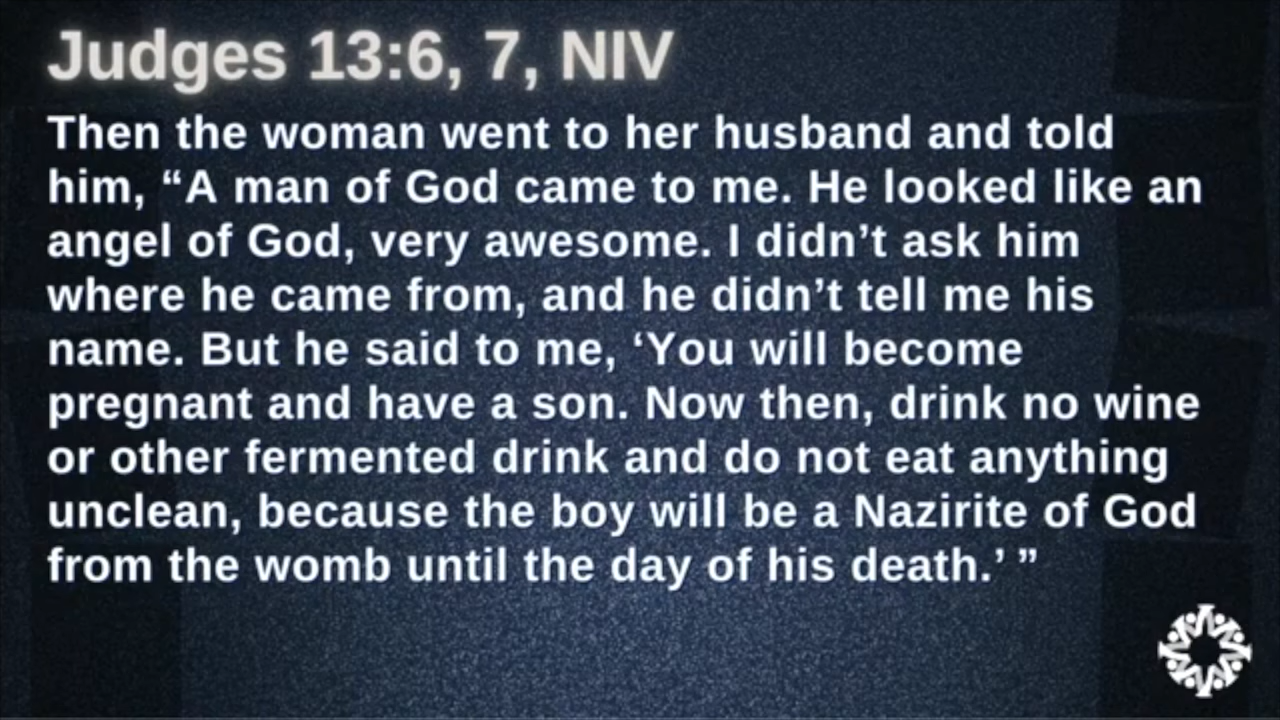 Judges 13:6, 7, NIV
Then the woman went to her husband and told
him, “A man of God came to me. He looked like an
angel of God, very awesome. I didn’t ask him
where he came from, and he didn’t tell me his
name. But he said to me, ‘You will become
pregnant and have a son. Now then, drink no wine
or other fermented drink and do not eat anything
unclean, because the boy will be a Nazirite of God
from the womb until the day of his death.’ ”